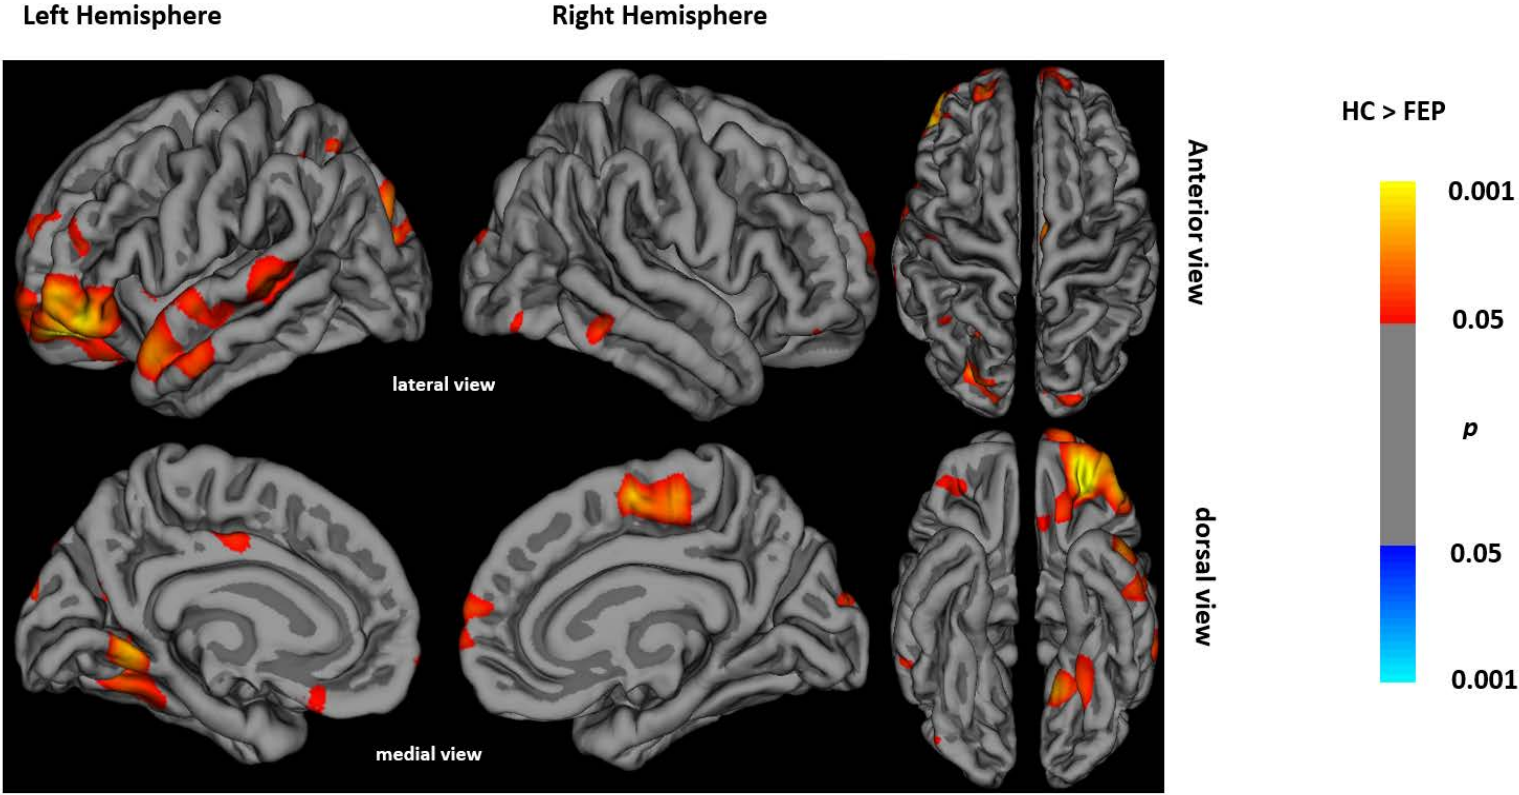 Left Hemisphere
Right Hemisphere
lateral view
medial view
Anterior view
dorsal view
HC > FEP
0.001
0.05
p
0.05
0.001